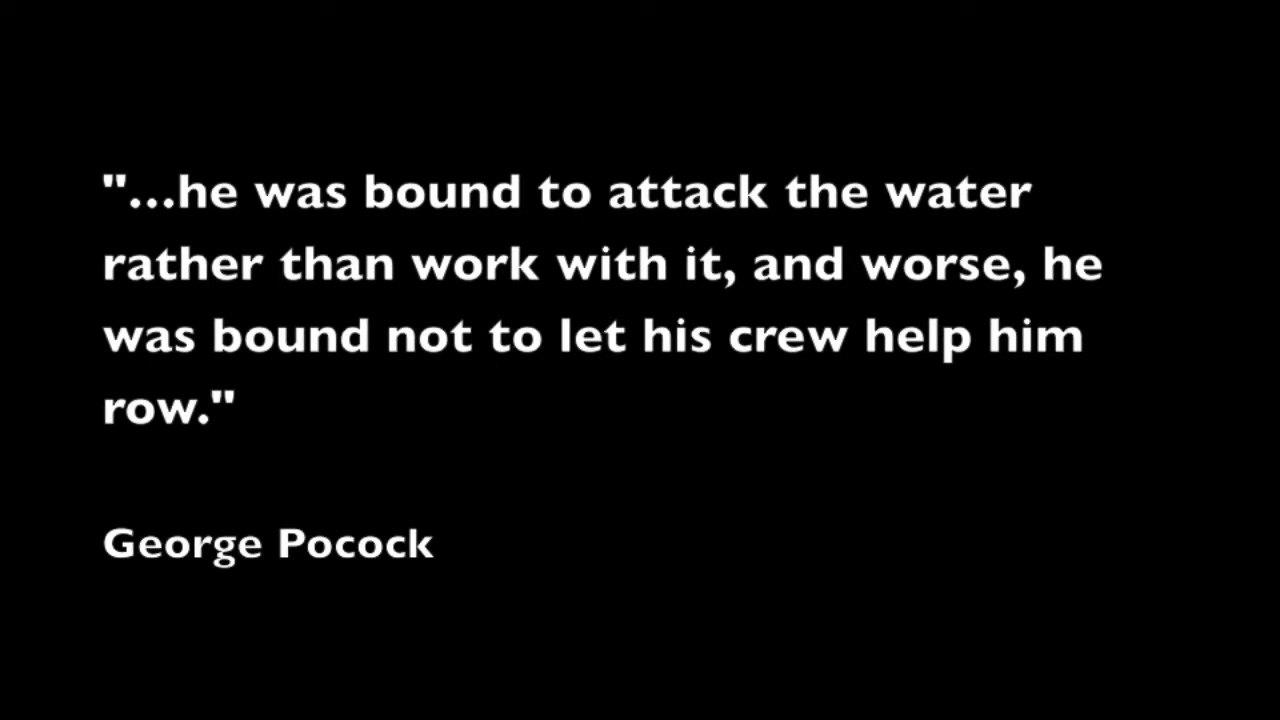 "...he was bound to attack the water
rather than work with it, and worse, he
was bound not to let his crew help him
row."
George Pocock